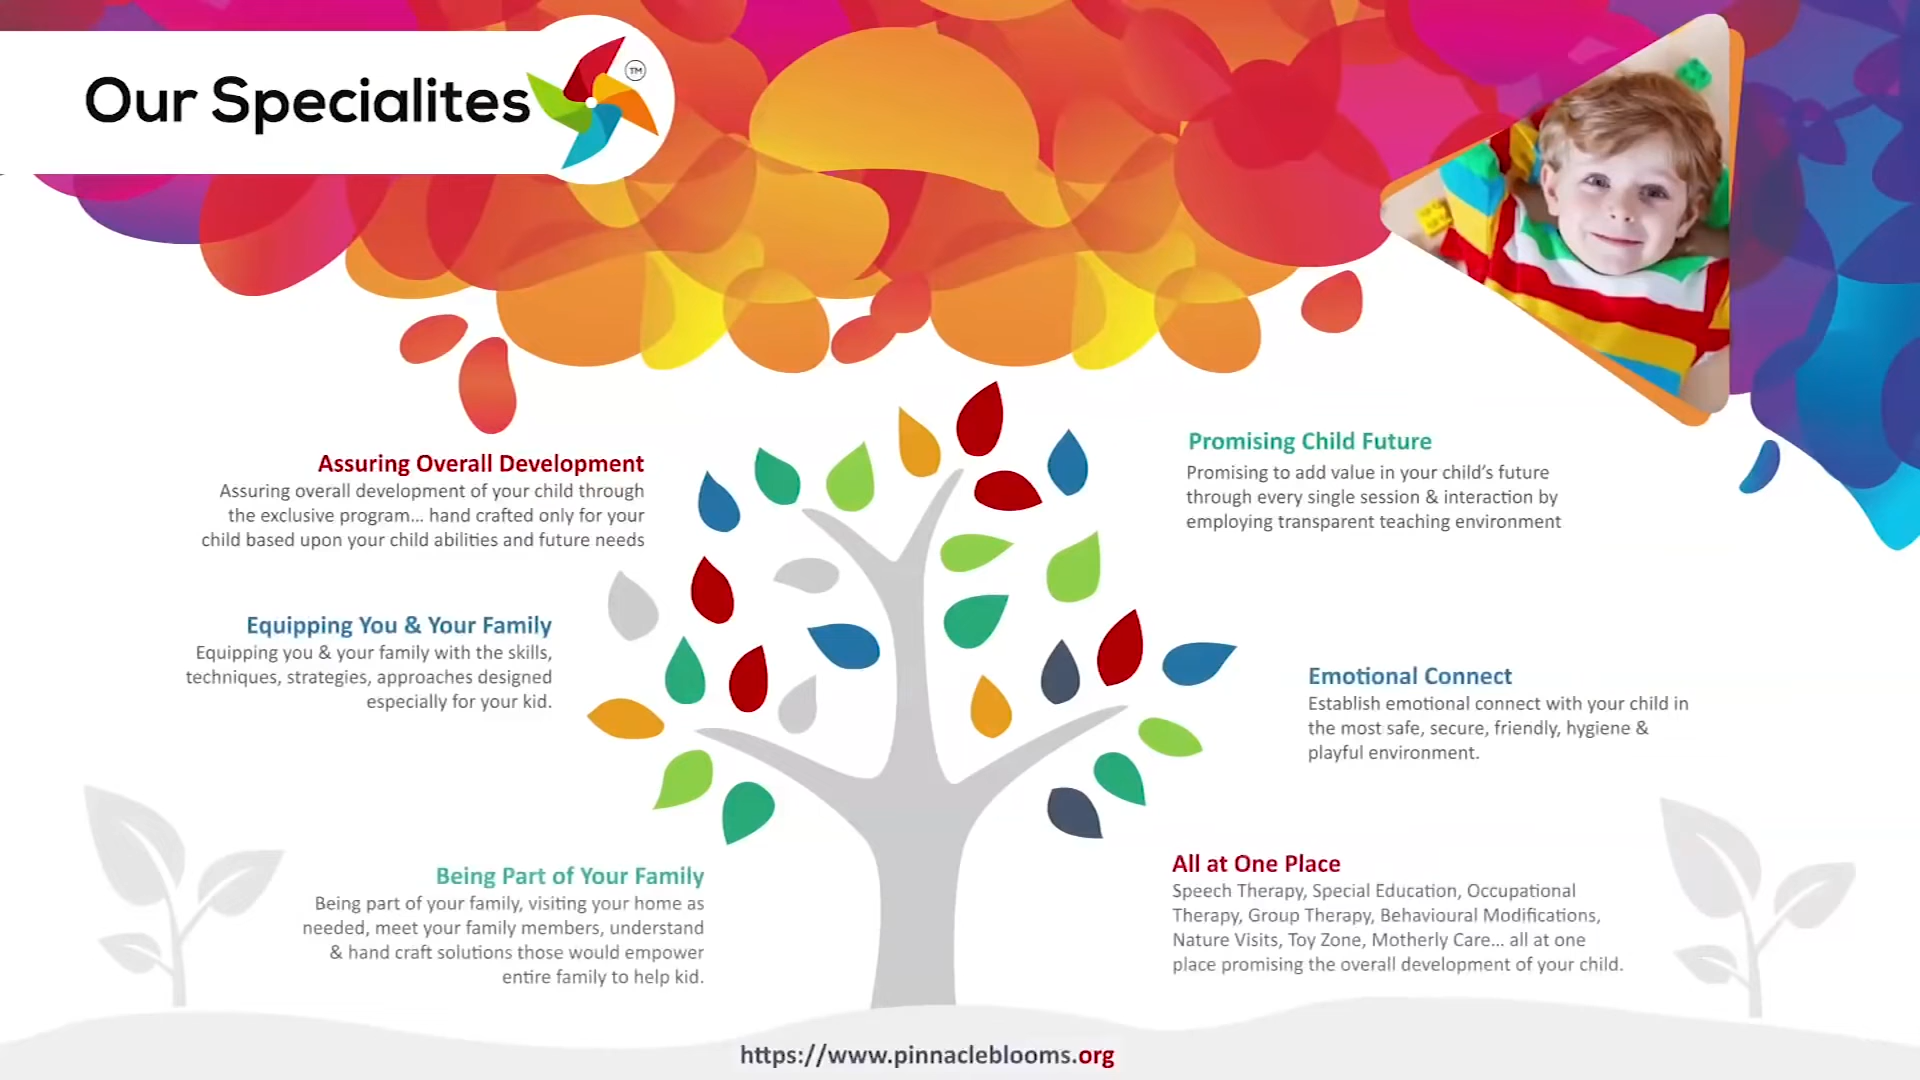 Our Specialites
TM
Assuring Overall Development
Assuring overall development of your child through
the exclusive program... hand crafted only for your
child based upon your child abilities and future needs
Equipping You & Your Family
Equipping you & your family with the skills,
techniques, strategies, approaches designed
especially for your kid.
Being Part of Your Family
Being part of your family, visiting your home as
needed, meet your family members, understand
& hand craft solutions those would empower
entire family to help kid.
Promising Child Future
Promising to add value in your child's future
through every single session & interaction by
employing transparent teaching environment
Emotional Connect
Establish emotional connect with your child in
the most safe, secure, friendly, hygiene &
playful environment.
All at One Place
Speech Therapy, Special Education, Occupational
Therapy, Group Therapy, Behavioural Modifications,
Nature Visits, Toy Zone, Motherly Care... all at one
place promising the overall development of your child.
https://www.pinnacleblooms.org